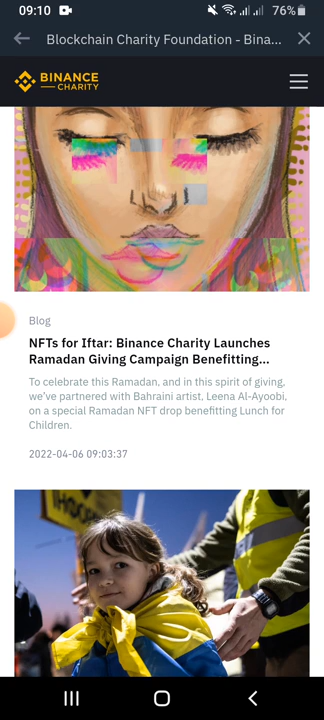 09:10
76%
Blockchain Charity Foundation - Bina...
BINANCE
CHARITY
Blog
NFTs for Iftar: Binance Charity Launches
Ramadan Giving Campaign Benefitting...
To celebrate this Ramadan, and in this spirit of giving,
we've partnered with Bahraini artist, Leena Al-Ayoobi,
on a special Ramadan NFT drop benefitting Lunch for
Children.
2022-04-06 09:03:37